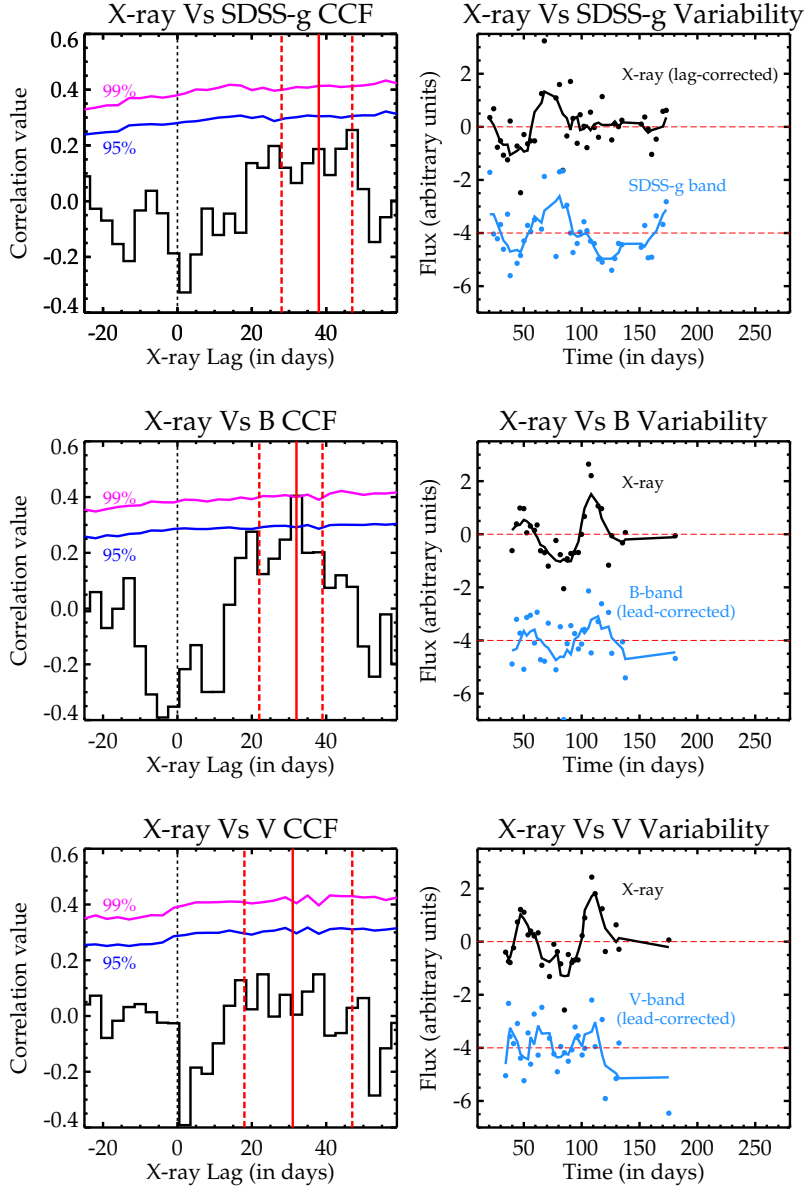 X-ray Vs SDSS-g CCF
0.6
0.4
0.2
0.0
-0.2
-0.4
Correlation value
99%
95%
-20 0 20 40
X-ray Lag (in days)
X-ray Vs SDSS-g Variability
4
2
0
-2
-4
-6
Flux (arbitrary units)
X-ray (lag-corrected)
SDSS-g band
50 100 150 200 250
Time (in days)
X-ray Vs B CCF
0.6
0.4
0.2
0.0
-0.2
-0.4
Correlation value
99%
95%
-20 0 20 40
X-ray Lag (in days)
X-ray Vs B Variability
4
2
0
-2
-4
-6
Flux (arbitrary units)
X-ray
B-band
(lead-corrected)
50 100 150 200 250
Time (in days)
X-ray Vs V CCF
0.6
0.4
0.2
0.0
-0.2
-0.4
Correlation value
99%
95%
-20 0 20 40
X-ray Lag (in days)
X-ray Vs V Variability
4
2
0
-2
-4
-6
Flux (arbitrary units)
X-ray
V-band
(lead-corrected)
50 100 150 200 250
Time (in days)